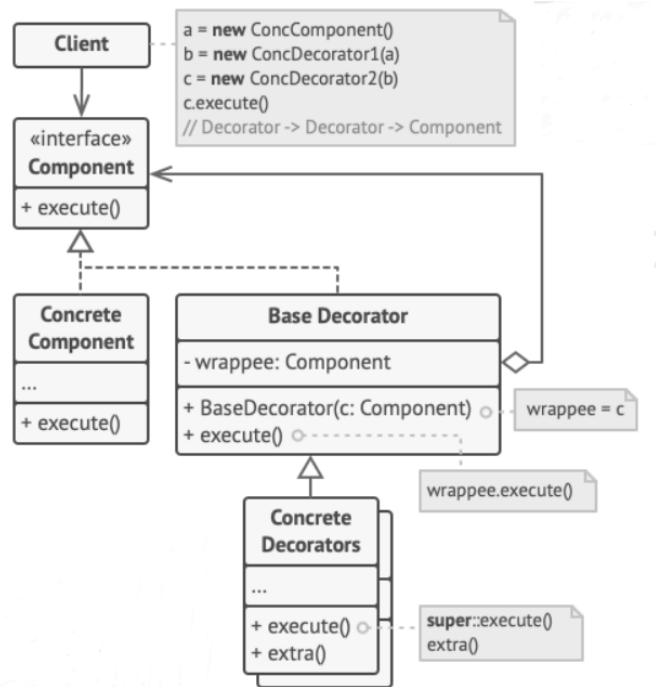 Client
a = new ConcComponent()
b = new ConcDecorator1(a)
c = new ConcDecorator2(b)
c.execute()
// Decorator -> Decorator -> Component
«interface»
Component
+ execute()
Concrete
Component
...
+ execute()
Base Decorator
- wrappee: Component
+ BaseDecorator(c: Component)
+ execute()
wrappee = c
wrappee.execute()
Concrete
Decorators
...
+ execute()
+ extra()
super::execute()
extra()